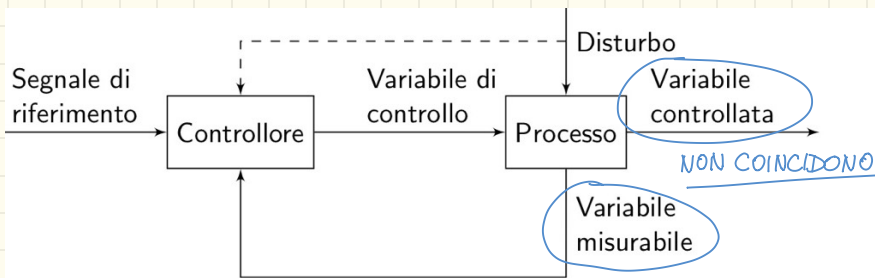 Disturbo
Segnale di
riferimento
Variabile di
controllo
Variabile
controllata
Controllore
Processo
NON COINCIDONO
Variabile
misurabile